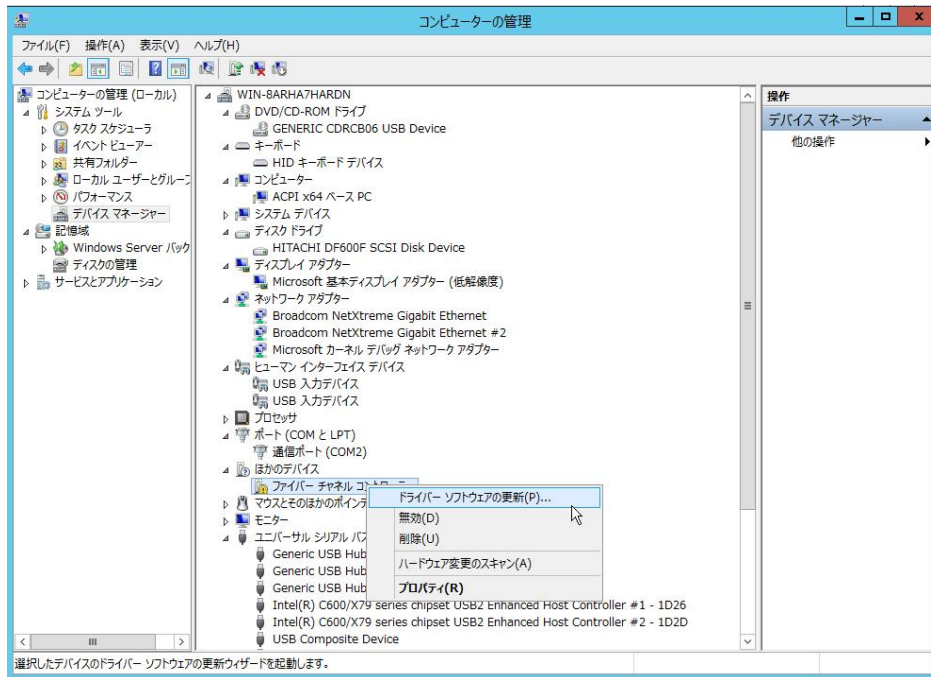 コンピューターの管理
ファイル(F) 操作(A) 表示(V) ヘルプ(H)
コンピューターの管理 (ローカル)
システム ツール
タスク スケジューラ
イベント ビューアー
共有フォルダー
ローカル ユーザーとグルー
パフォーマンス
デバイス マネージャー
記憶域
Windows Server バック
ディスクの管理
サービスとアプリケーション
WIN-8ARHA7HARDN
DVD/CD-ROM ドライブ
GENERIC CDRCB06 USB Device
キーボード
HID キーボード デバイス
コンピューター
ACPI x64 ベース PC
システム デバイス
ディスク ドライブ
HITACHI DF600F SCSI Disk Device
ディスプレイ アダプター
Microsoft 基本ディスプレイ アダプター (低解像度)
ネットワーク アダプター
Broadcom NetXtreme Gigabit Ethernet
Broadcom NetXtreme Gigabit Ethernet #2
Microsoft カーネル デバッグ ネットワーク アダプター
ヒューマン インターフェイス デバイス
USB 入力デバイス
USB 入力デバイス
プロセッサ
ポート (COM と LPT)
通信ポート (COM2)
ほかのデバイス
ファイバー チャネル コントローラー
マウスとそのほかのポインテ
モニター
ユニバーサル シリアル バス
Generic USB Hub
Generic USB Hub
Generic USB Hub
Intel(R) C600/X79 series chipset USB2 Enhanced Host Controller #1 - 1D26
Intel(R) C600/X79 series chipset USB2 Enhanced Host Controller #2 - 1D2D
USB Composite Device
ドライバー ソフトウェアの更新(P)...
無効(D)
削除(U)
ハードウェア変更のスキャン(A)
プロパティ(R)
操作
デバイス マネージャー
他の操作
選択したデバイスのドライバー ソフトウェアの更新ウィザードを起動します。